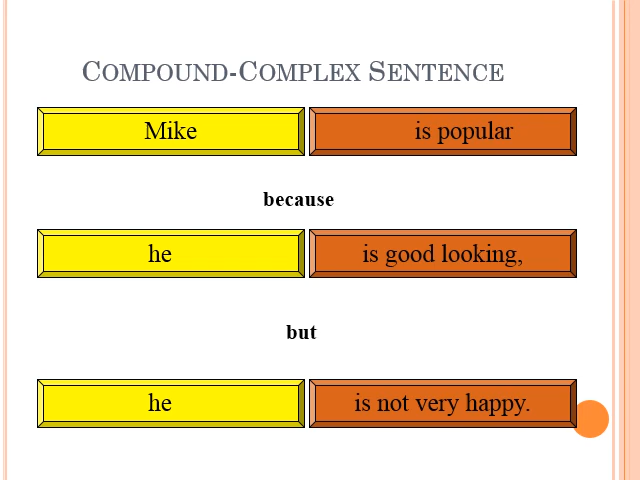 Compound-Complex Sentence
Mike is popular
because
he is good looking,
but
he is not very happy.